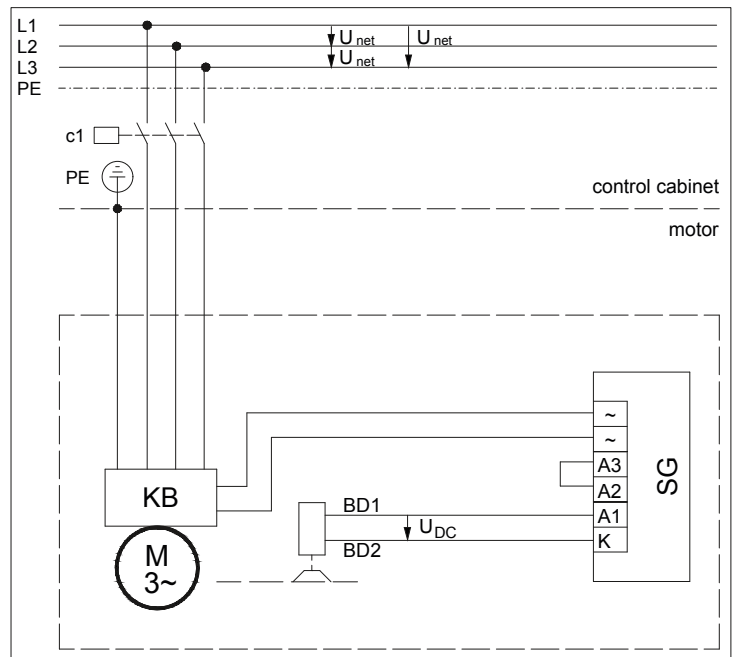 L1
U net
U net
L2
U net
L3
PE
c1
PE
control cabinet
motor
~
~
A3
A2
A1
K
SG
KB
BD1
U DC
BD2
M
3~